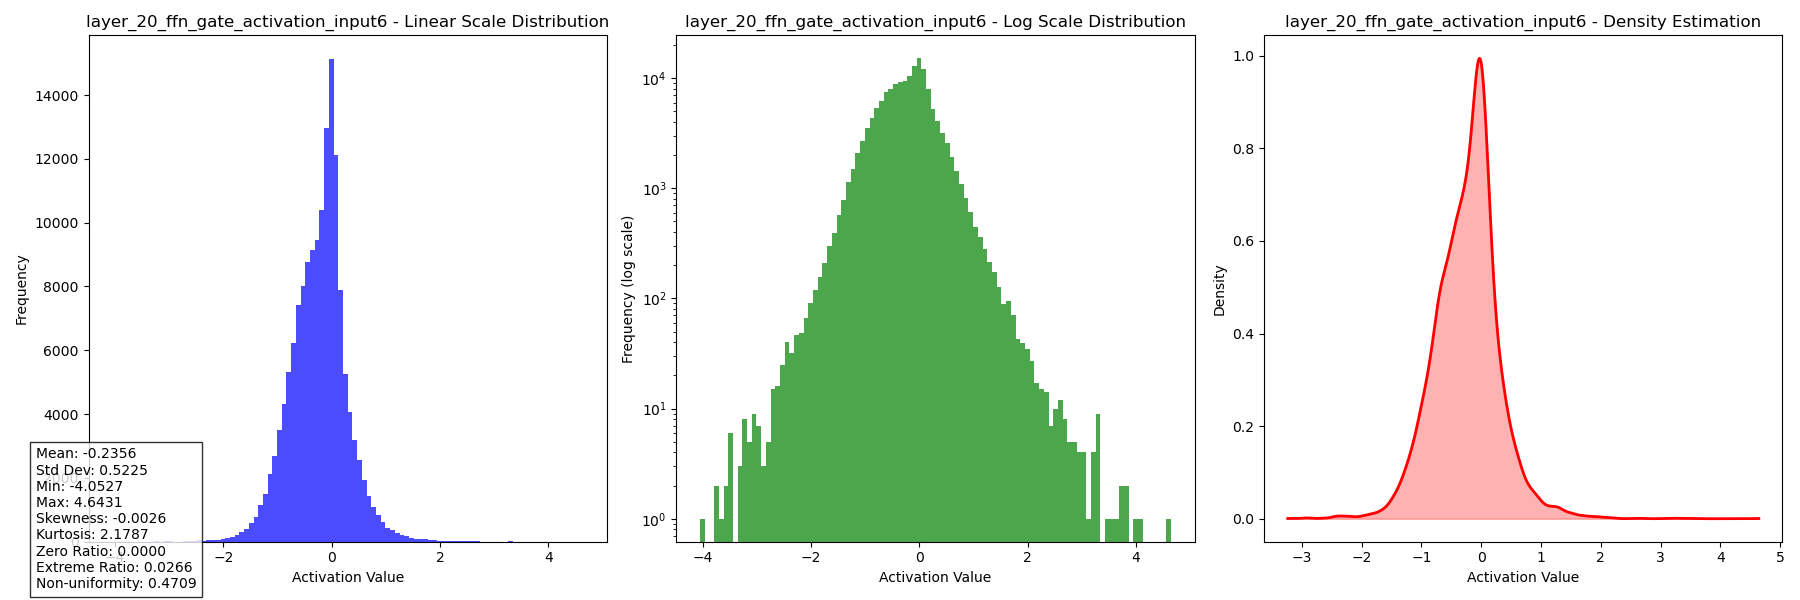 layer_20_ffn_gate_activation_input6 - Linear Scale Distribution
14000
12000
10000
8000
6000
4000
2000
0
Frequency
−4 −2 0 2 4
Activation Value
Mean: -0.2356
Std Dev: 0.5225
Min: -4.0527
Max: 4.6431
Skewness: -0.0026
Kurtosis: 2.1787
Zero Ratio: 0.0000
Extreme Ratio: 0.0266
Non-uniformity: 0.4709
layer_20_ffn_gate_activation_input6 - Log Scale Distribution
10⁴
10³
10²
10¹
10⁰
Frequency (log scale)
−4 −2 0 2 4
Activation Value
layer_20_ffn_gate_activation_input6 - Density Estimation
1.0
0.8
0.6
0.4
0.2
0.0
Density
−3 −2 −1 0 1 2 3 4 5
Activation Value